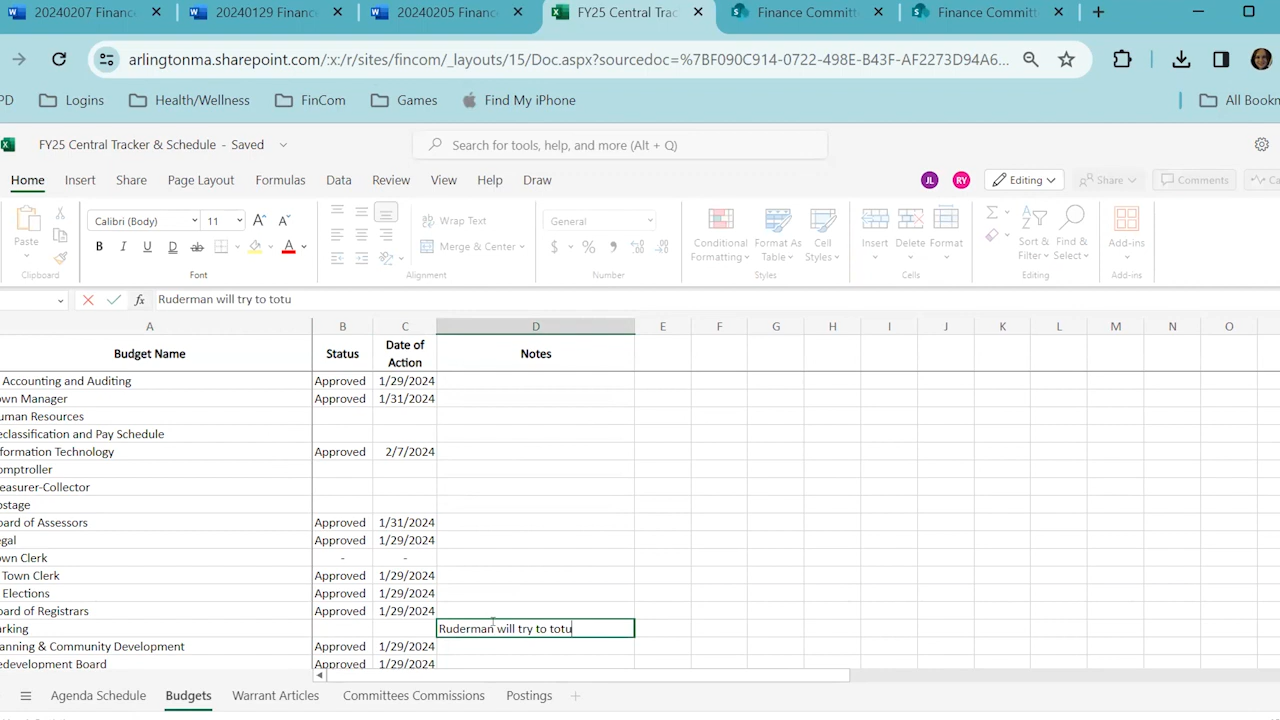 20240207 Financ
20240129 Financ
20240205 Financ
FY25 Central Trac
Finance Committ
Finance Committ
arlingtonma.sharepoint.com/:x:/r/sites/fincom/_layouts/15/Doc.aspx?sourcedoc=%7BF090C914-0722-498E-B43F-AF2273D94A6...
PD
Logins
Health/Wellness
FinCom
Games
Find My iPhone
All Bookm
FY25 Central Tracker & Schedule - Saved
Search for tools, help, and more (Alt + Q)
Home Insert Share Page Layout Formulas Data Review View Help Draw
JL RY Editing Share Comments Ca
Paste
Clipboard
Calibri (Body) 11
Font
Wrap Text
Merge & Center
Alignment
General
Number
Conditional Formatting
Format As Table
Cell Styles
Styles
Insert Delete Format
Cells
Sort & Filter
Find & Select
Editing
Add-ins
Add-ins
fx Ruderman will try to totu
A B C D E F G H I J K L M N O
Budget Name Status Date of Action Notes
Accounting and Auditing Approved 1/29/2024
own Manager Approved 1/31/2024
uman Resources
eclassification and Pay Schedule
nformation Technology Approved 2/7/2024
omptroller
reasurer-Collector
ostage
oard of Assessors Approved 1/31/2024
egal Approved 1/29/2024
own Clerk - -
Town Clerk Approved 1/29/2024
Elections Approved 1/29/2024
oard of Registrars Approved 1/29/2024
arking Ruderman will try to totu
anning & Community Development Approved 1/29/2024
edevelopment Board Approved 1/29/2024
Agenda Schedule Budgets Warrant Articles Committees Commissions Postings